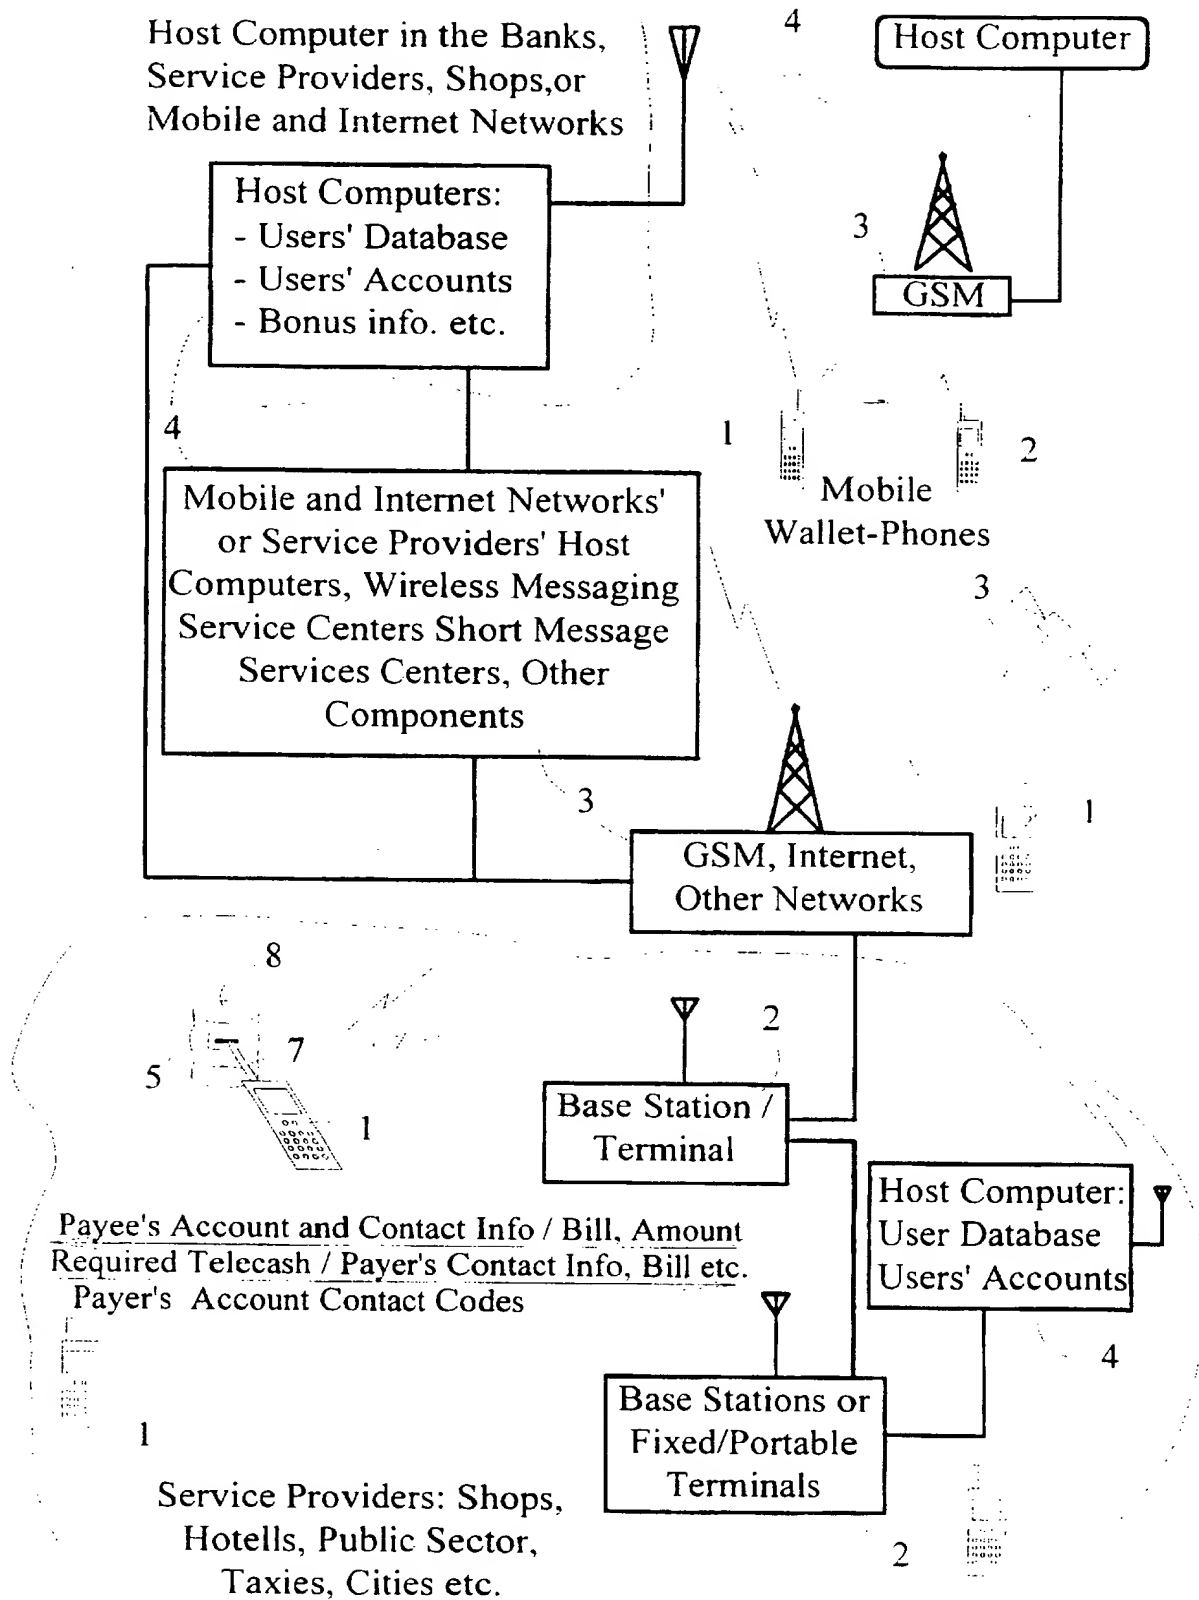 Host Computer in the Banks,
Service Providers, Shops,or
Mobile and Internet Networks
4
Host Computer
Host Computers:
- Users' Database
- Users' Accounts
- Bonus info. etc.
3
GSM
4
1
2
Mobile
Wallet-Phones
Mobile and Internet Networks'
or Service Providers' Host
Computers, Wireless Messaging
Service Centers Short Message
Services Centers, Other
Components
3
3
1
GSM, Internet,
Other Networks
8
7
5
1
2
Base Station /
Terminal
Host Computer:
User Database
Users' Accounts
Payee's Account and Contact Info / Bill, Amount
Required Telecash / Payer's Contact Info, Bill etc.
Payer's Account Contact Codes
4
1
Base Stations or
Fixed/Portable
Terminals
2
Service Providers: Shops,
Hotells, Public Sector,
Taxies, Cities etc.